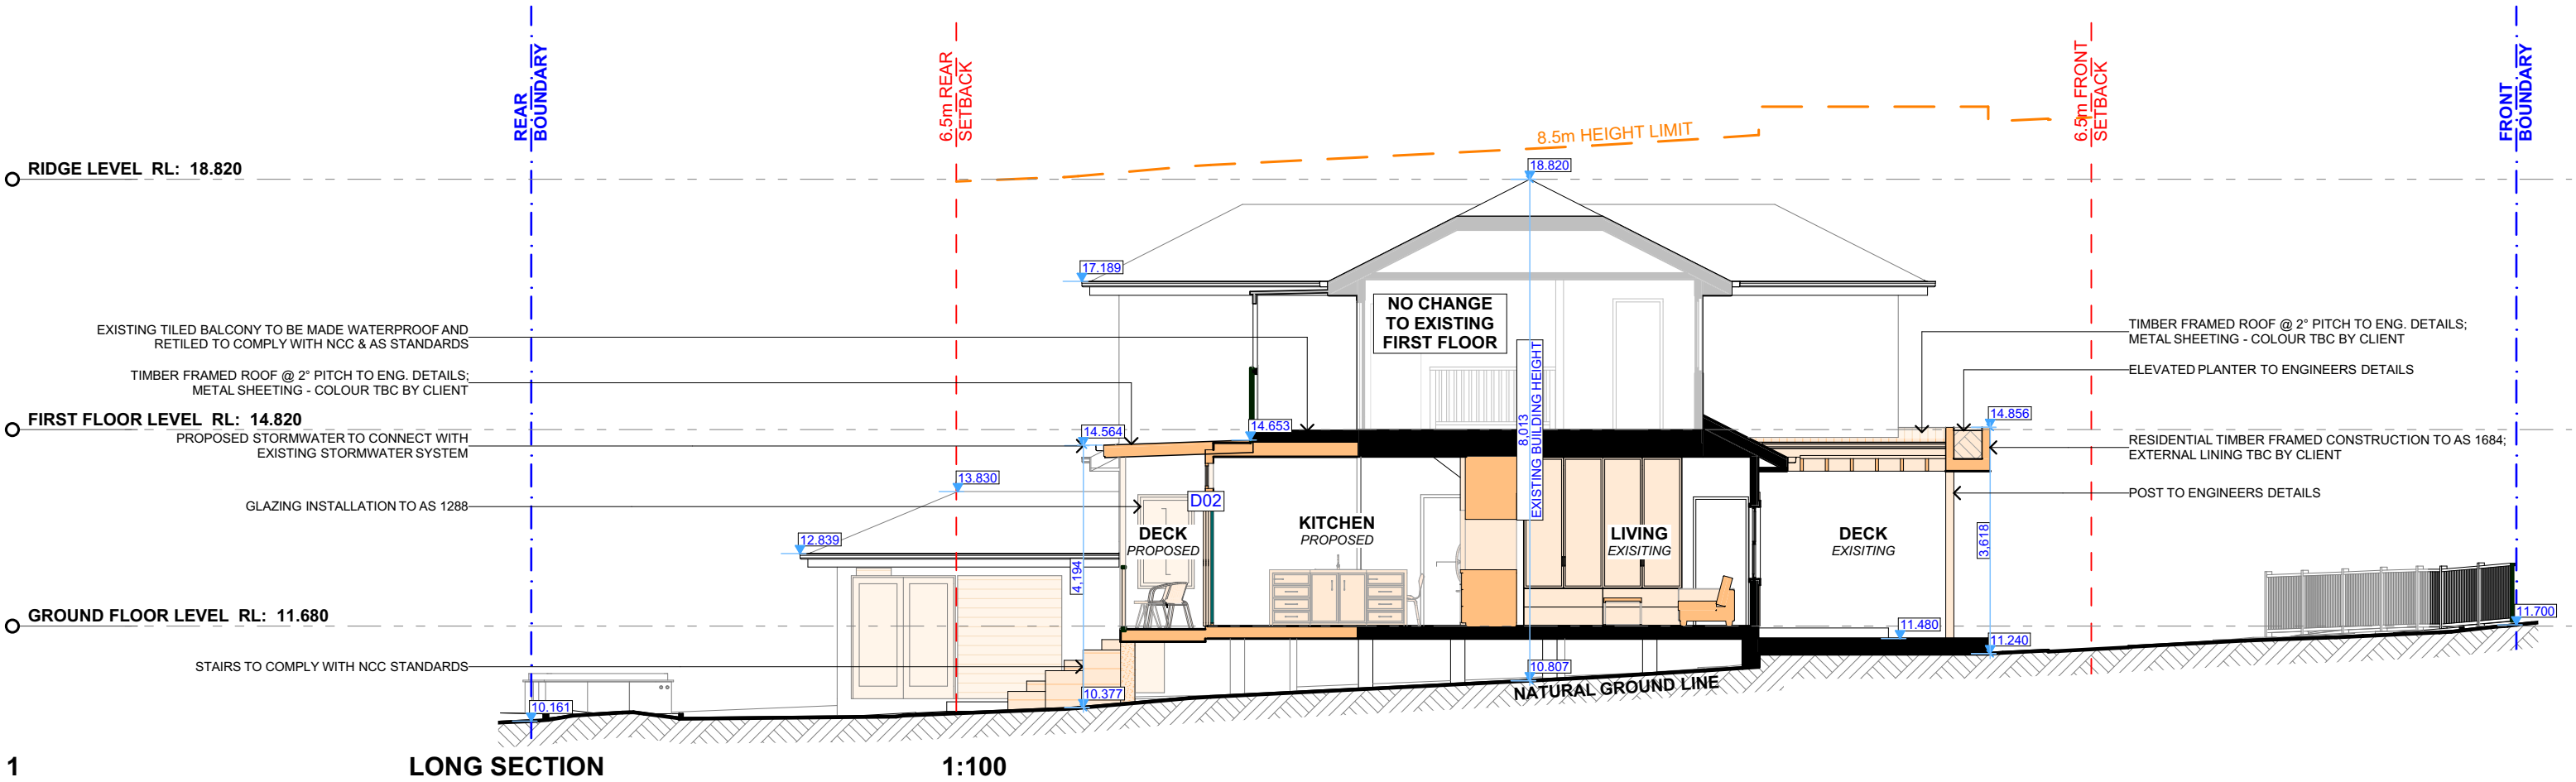 REAR
BOUNDARY
6.5m REAR
SETBACK
6.5m FRONT
SETBACK
FRONT
BOUNDARY
8.5m HEIGHT LIMIT
RIDGE LEVEL RL: 18.820
18.820
17.189
NO CHANGE
TO EXISTING
FIRST FLOOR
EXISTING TILED BALCONY TO BE MADE WATERPROOF AND
RETILED TO COMPLY WITH NCC & AS STANDARDS
TIMBER FRAMED ROOF @ 2° PITCH TO ENG. DETAILS;
METAL SHEETING - COLOUR TBC BY CLIENT
TIMBER FRAMED ROOF @ 2° PITCH TO ENG. DETAILS;
METAL SHEETING - COLOUR TBC BY CLIENT
ELEVATED PLANTER TO ENGINEERS DETAILS
FIRST FLOOR LEVEL RL: 14.820
14.653
14.564
14.856
PROPOSED STORMWATER TO CONNECT WITH
EXISTING STORMWATER SYSTEM
8,013
EXISTING BUILDING HEIGHT
RESIDENTIAL TIMBER FRAMED CONSTRUCTION TO AS 1684;
EXTERNAL LINING TBC BY CLIENT
13.830
GLAZING INSTALLATION TO AS 1288
D02
POST TO ENGINEERS DETAILS
12.839
DECK
PROPOSED
KITCHEN
PROPOSED
LIVING
EXISITING
DECK
EXISITING
4,194
3,618
GROUND FLOOR LEVEL RL: 11.680
11.700
11.480
11.240
STAIRS TO COMPLY WITH NCC STANDARDS
10.807
10.377
10.161
NATURAL GROUND LINE
1
LONG SECTION
1:100